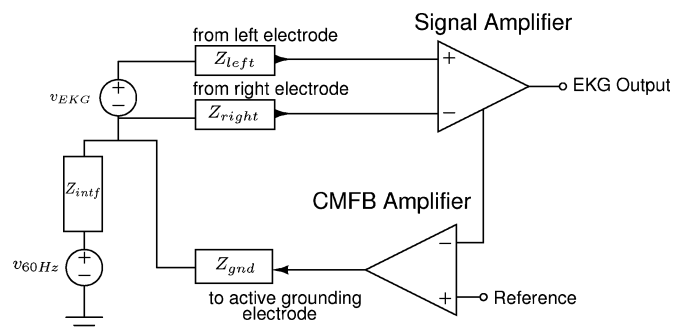 Signal Amplifier
from left electrode
Z_left
+
v_EKG
+
−
from right electrode
Z_right
−
EKG Output
Z_intf
CMFB Amplifier
v_60Hz
+
−
Z_gnd
−
to active grounding
electrode
+
Reference